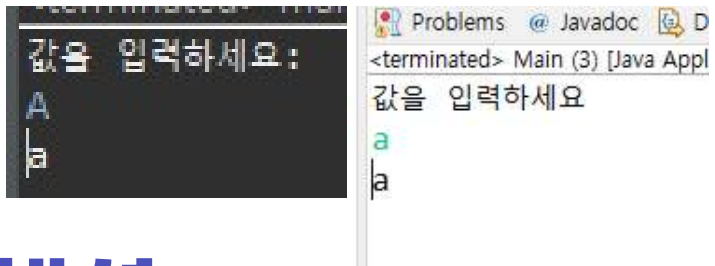 값을 입력하세요:
A
a
Problems @ Javadoc D
<terminated> Main (3) [Java Appl
값을 입력하세요
a
a